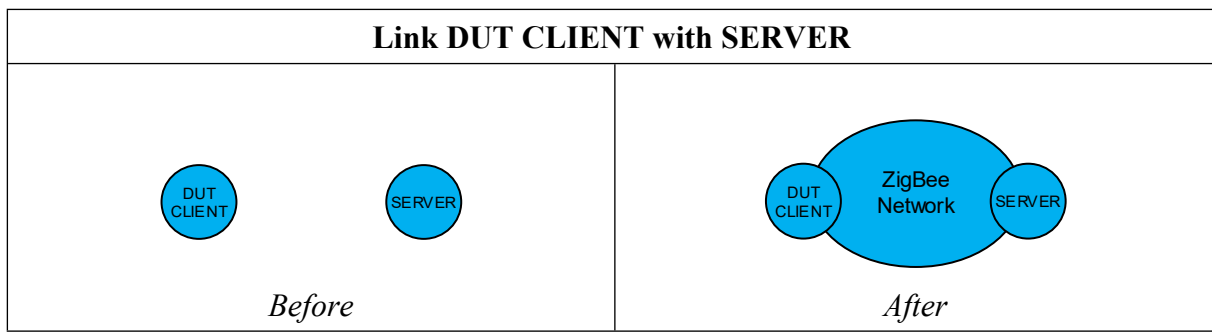 Link DUT CLIENT with SERVER
DUT
CLIENT
SERVER
Before
DUT
CLIENT
ZigBee
Network
SERVER
After